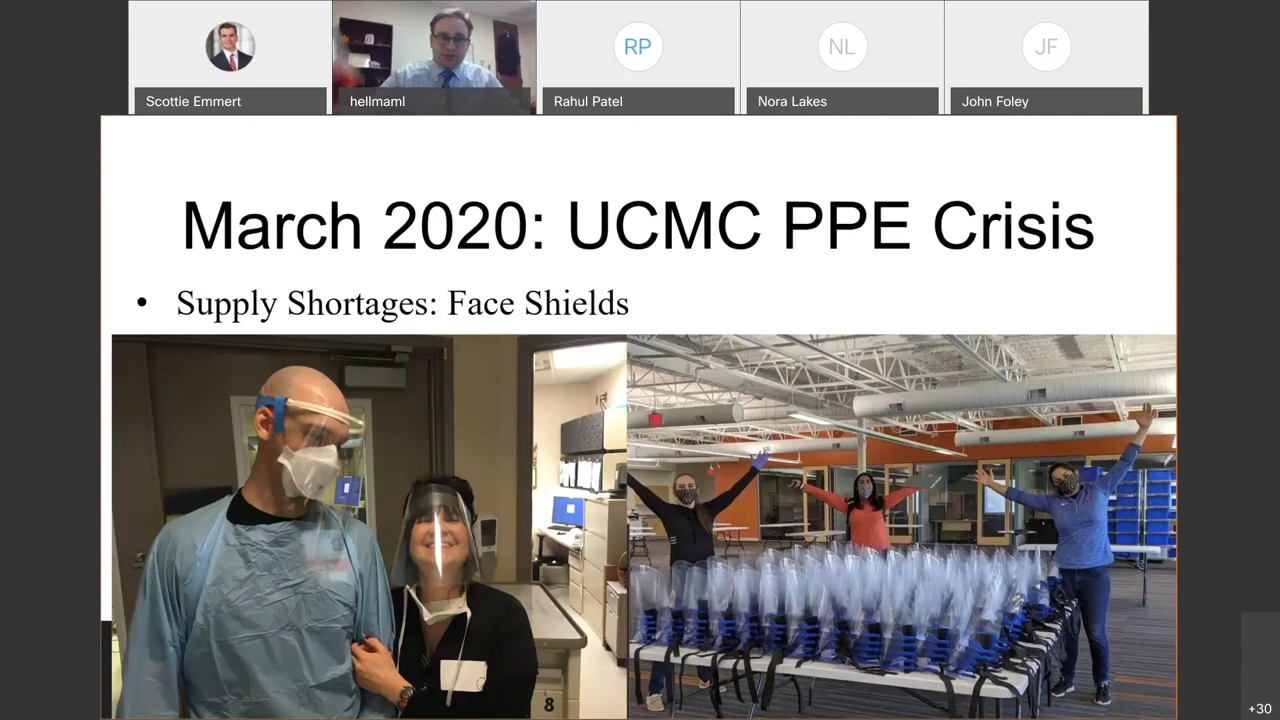 Scottie Emmert
hellmaml
RP
Rahul Patel
NL
Nora Lakes
JF
John Foley
March 2020: UCMC PPE Crisis
• Supply Shortages: Face Shields
8
+30